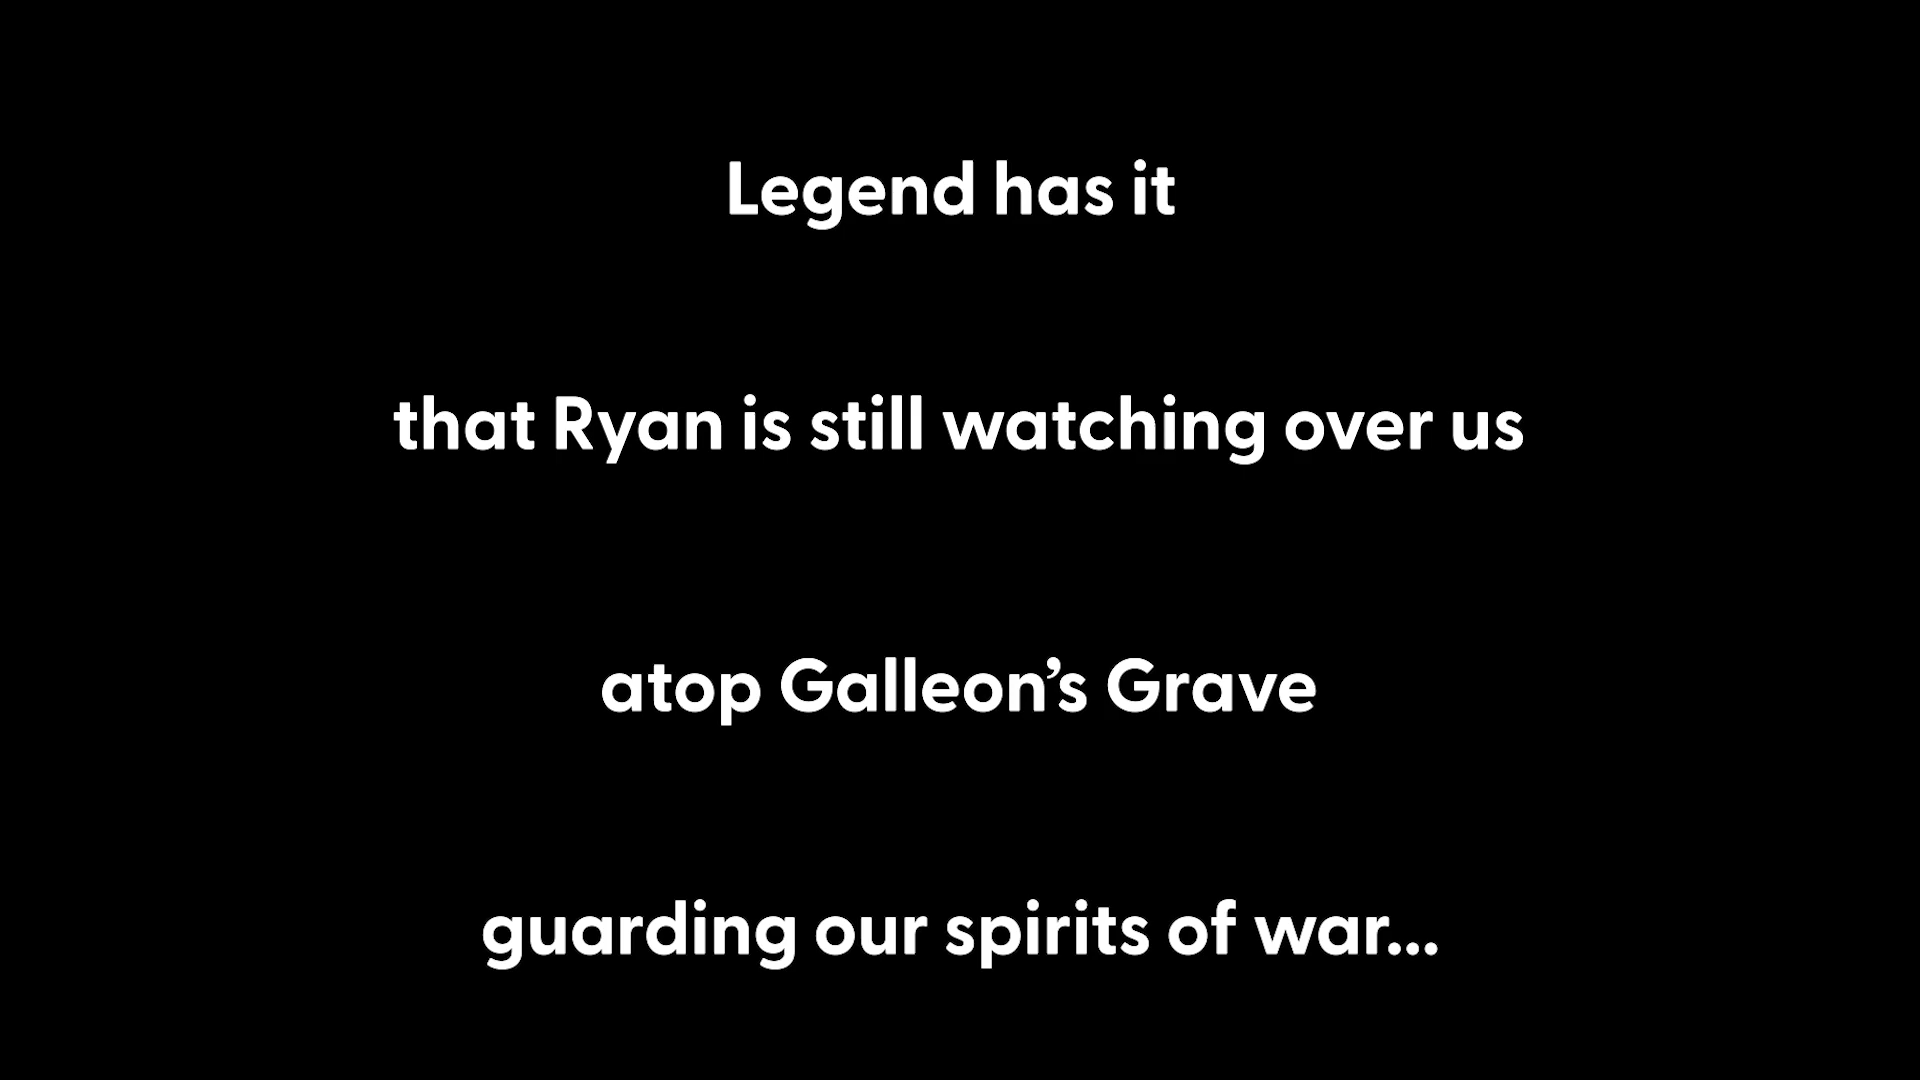 Legend has it
that Ryan is still watching over us
atop Galleon’s Grave
guarding our spirits of war...